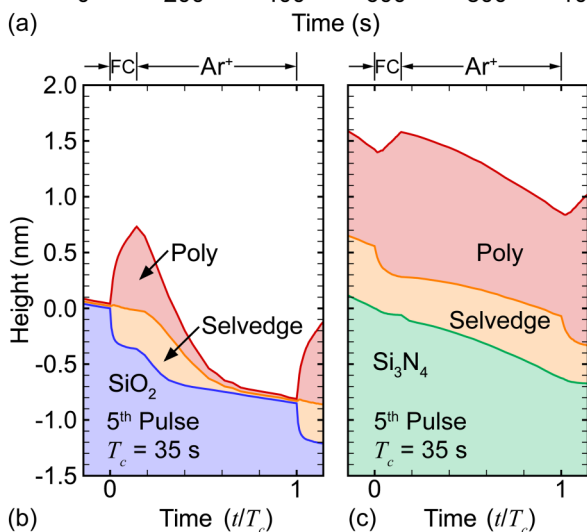 (a)
Time (s)
FC Ar⁺ FC Ar⁺
2.0
1.5
1.0
0.5
0.0
-0.5
-1.0
-1.5
Height (nm)
Poly
Selvedge
SiO₂
5ᵗʰ Pulse
T_c = 35 s
Poly
Selvedge
Si₃N₄
5ᵗʰ Pulse
T_c = 35 s
0 1 0 1
(b) Time (t/T_c) (c) Time (t/T_c)